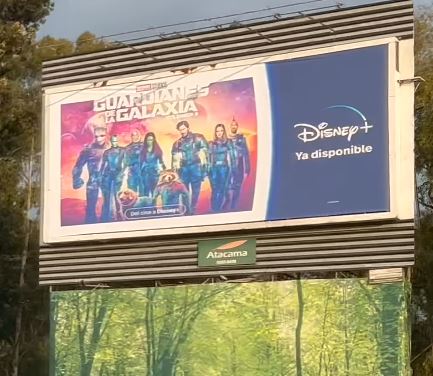 GUARDIANES
DE LA
GALAXIA
Del cine a Disney+
Disney+
Ya disponible
Atacama